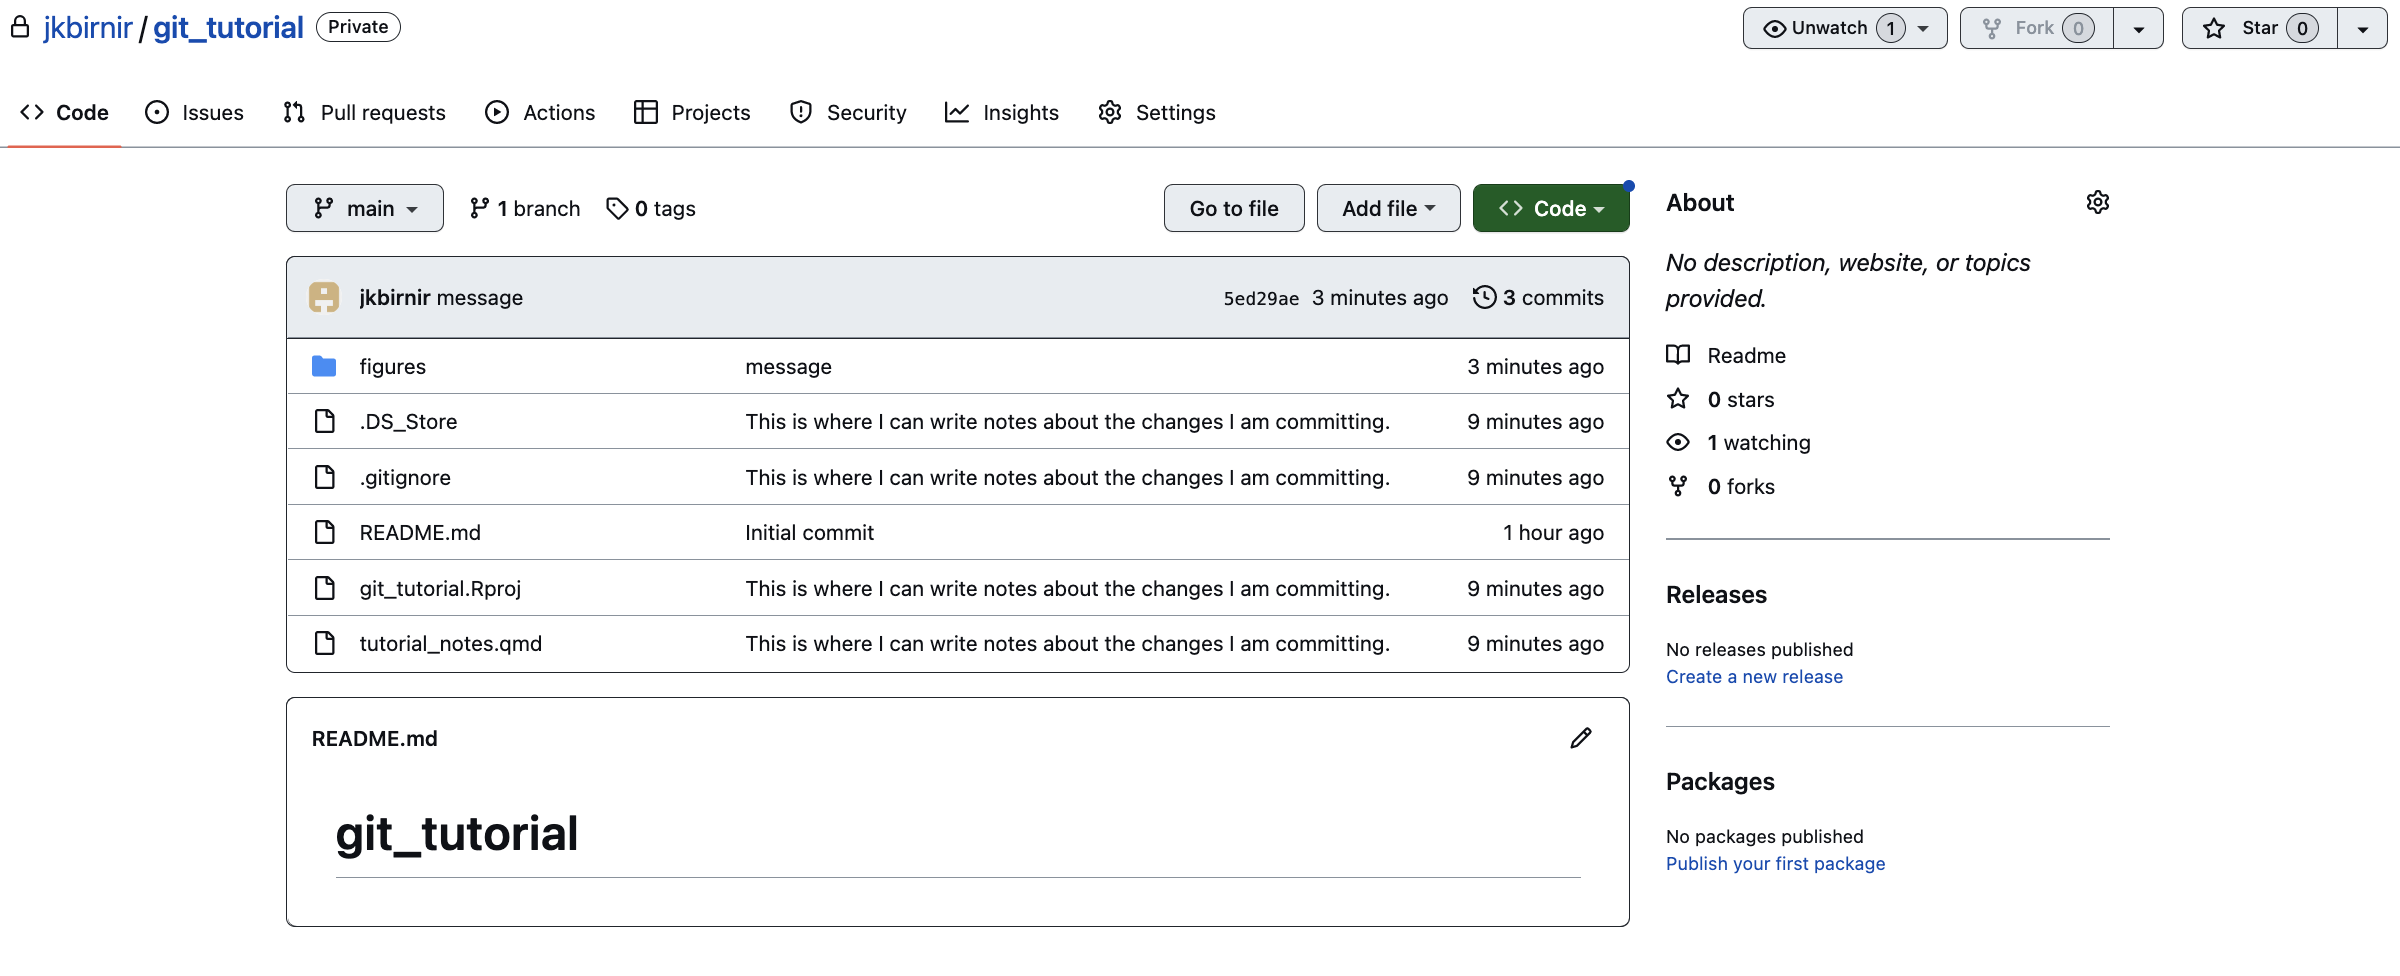 jkbirnir / git_tutorial Private Unwatch 1 Fork 0 Star 0
Code Issues Pull requests Actions Projects Security Insights Settings
main 1 branch 0 tags Go to file Add file Code
jkbirnir message 5ed29ae 3 minutes ago 3 commits
figures message 3 minutes ago
.DS_Store This is where I can write notes about the changes I am committing. 9 minutes ago
.gitignore This is where I can write notes about the changes I am committing. 9 minutes ago
README.md Initial commit 1 hour ago
git_tutorial.Rproj This is where I can write notes about the changes I am committing. 9 minutes ago
tutorial_notes.qmd This is where I can write notes about the changes I am committing. 9 minutes ago
README.md
git_tutorial
About
No description, website, or topics
provided.
Readme
0 stars
1 watching
0 forks
Releases
No releases published
Create a new release
Packages
No packages published
Publish your first package